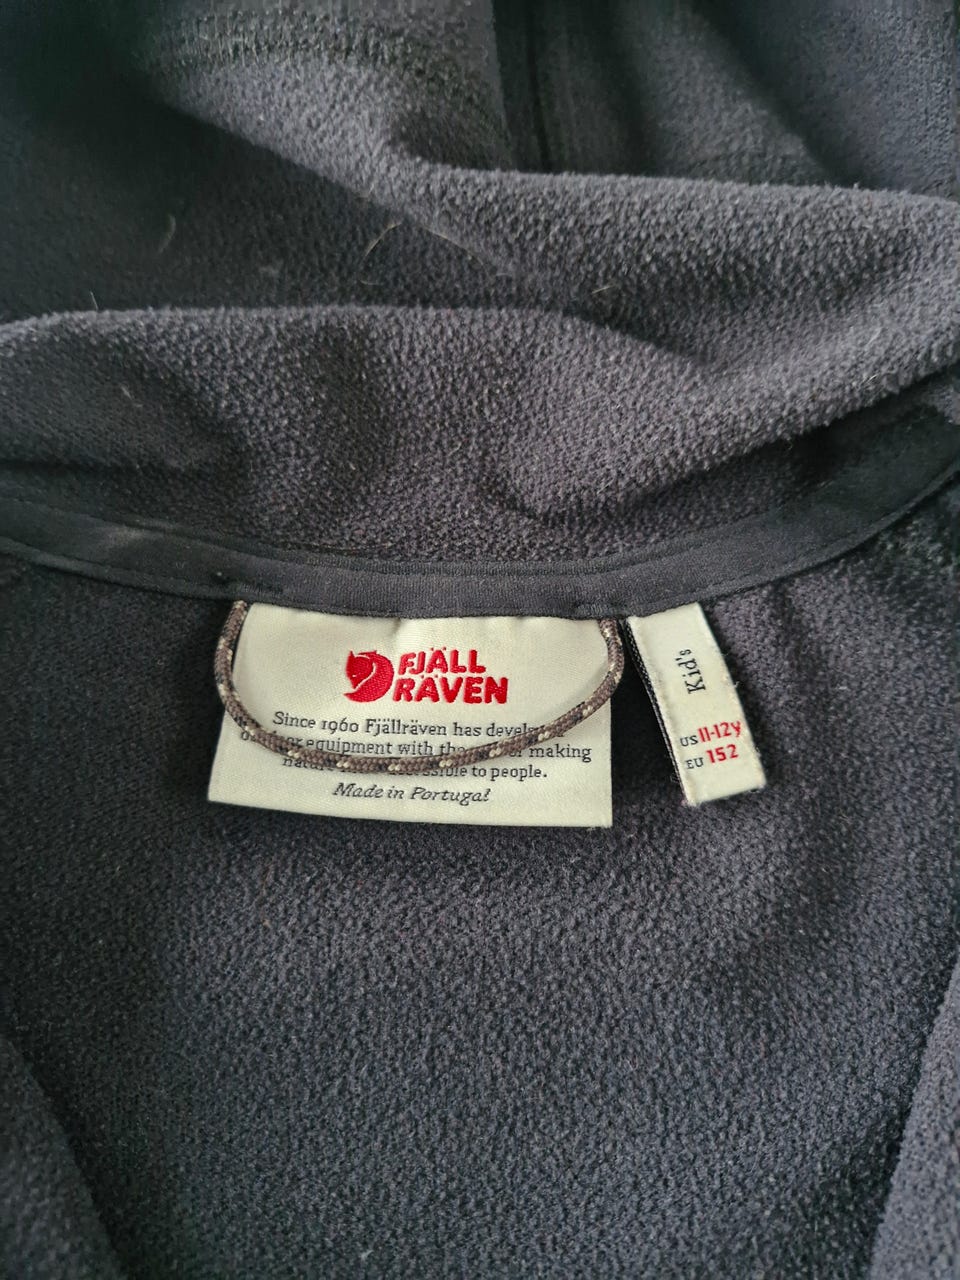 FJÄLL
RÄVEN
Since 1960 Fjällräven has
equipment with making
to people.
Made in Portugal
Kid's
US 11-12y
EU 152